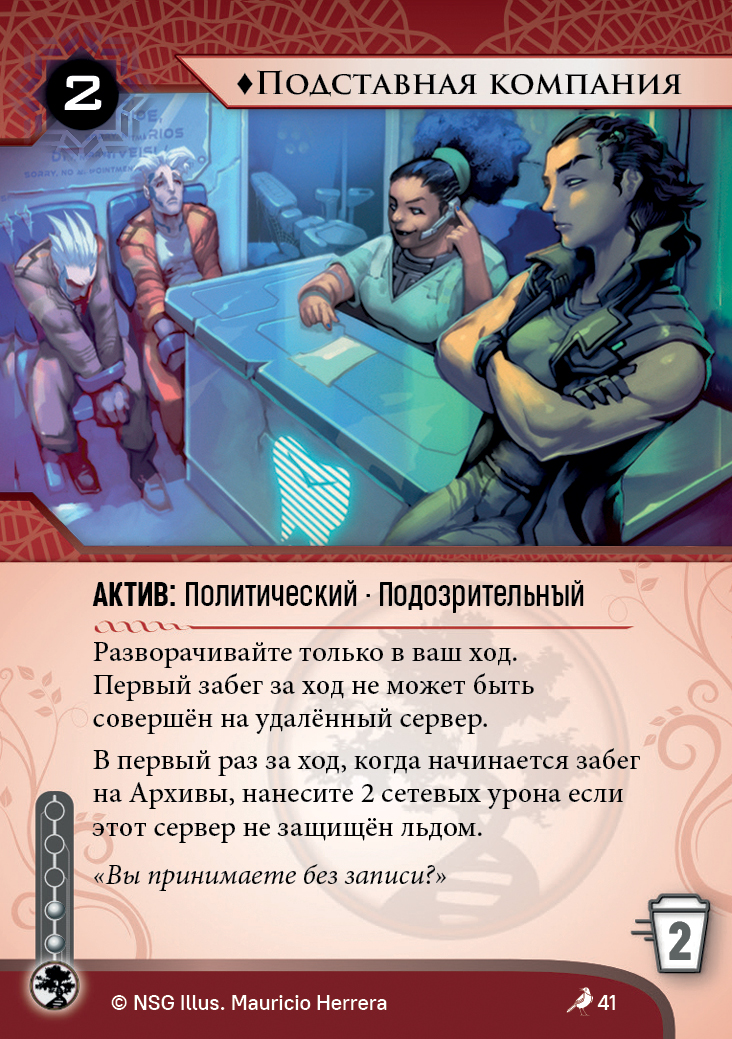 2
♦Подставная компания
SORRY, NO
АКТИВ: Политический · Подозрительный
Разворачивайте только в ваш ход.
Первый забег за ход не может быть
совершён на удалённый сервер.
В первый раз за ход, когда начинается забег
на Архивы, нанесите 2 сетевых урона если
этот сервер не защищён льдом.
«Вы принимаете без записи?»
2
© NSG Illus. Mauricio Herrera
41